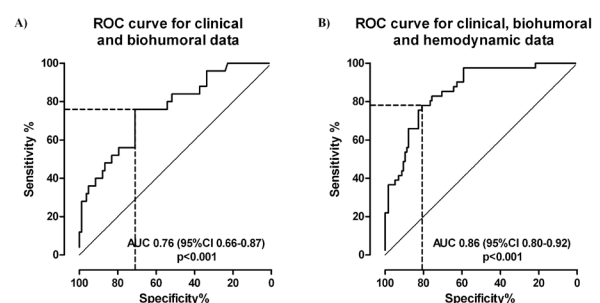 A)
ROC curve for clinical
and biohumoral data
Sensitivity %
100
80
60
40
20
0
AUC 0.76 (95%CI 0.66-0.87)
p<0.001
100 80 60 40 20 0
Specificity%
B)
ROC curve for clinical, biohumoral
and hemodynamic data
Sensitivity %
100
80
60
40
20
0
AUC 0.86 (95%CI 0.80-0.92)
p<0.001
100 80 60 40 20 0
Specificity%